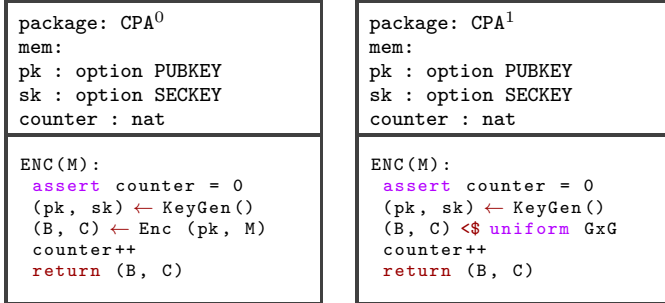 package: CPA⁰
mem:
pk : option PUBKEY
sk : option SECKEY
counter : nat
ENC(M):
assert counter = 0
(pk, sk) ← KeyGen()
(B, C) ← Enc (pk, M)
counter++
return (B, C)
package: CPA¹
mem:
pk : option PUBKEY
sk : option SECKEY
counter : nat
ENC(M):
assert counter = 0
(pk, sk) ← KeyGen()
(B, C) <$ uniform GxG
counter++
return (B, C)